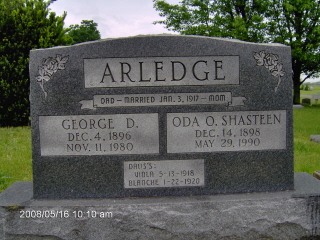 ARLEDGE
DAD - MARRIED JAN. 3, 1917 - MOM
GEORGE D.
DEC. 4, 1896
NOV. 11, 1980
ODA O. SHASTEEN
DEC. 14, 1898
MAY 29, 1990
DAUS:
VIOLA 5-13-1918
BLANCHE 1-22-1920
2008/05/16 10:10 am